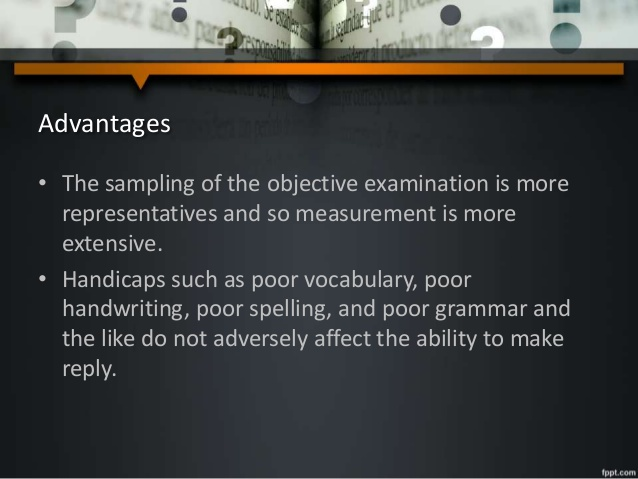 Advantages
• The sampling of the objective examination is more
representatives and so measurement is more
extensive.
• Handicaps such as poor vocabulary, poor
handwriting, poor spelling, and poor grammar and
the like do not adversely affect the ability to make
reply.
fppt.com